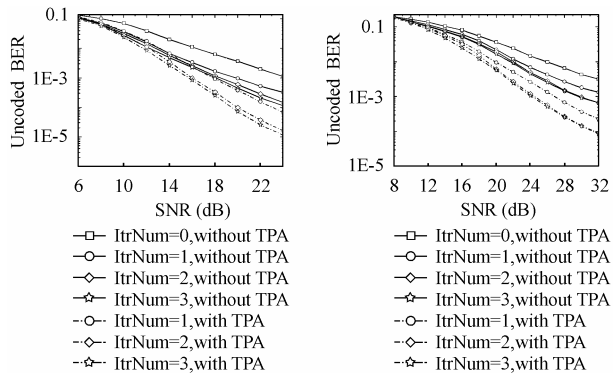 0.1
1E-3
1E-5
Uncoded BER
6 10 14 18 22
SNR (dB)
ItrNum=0,without TPA
ItrNum=1,without TPA
ItrNum=2,without TPA
ItrNum=3,without TPA
ItrNum=1,with TPA
ItrNum=2,with TPA
ItrNum=3,with TPA
0.1
1E-3
1E-5
Uncoded BER
8 12 16 20 24 28 32
SNR (dB)
ItrNum=0,without TPA
ItrNum=1,without TPA
ItrNum=2,without TPA
ItrNum=3,without TPA
ItrNum=1,with TPA
ItrNum=2,with TPA
ItrNum=3,with TPA